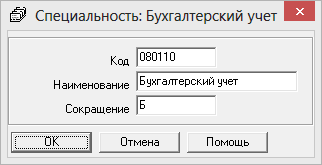 Специальность: Бухгалтерский учет
Код 080110
Наименование Бухгалтерский учет
Сокращение Б
OK Отмена Помощь